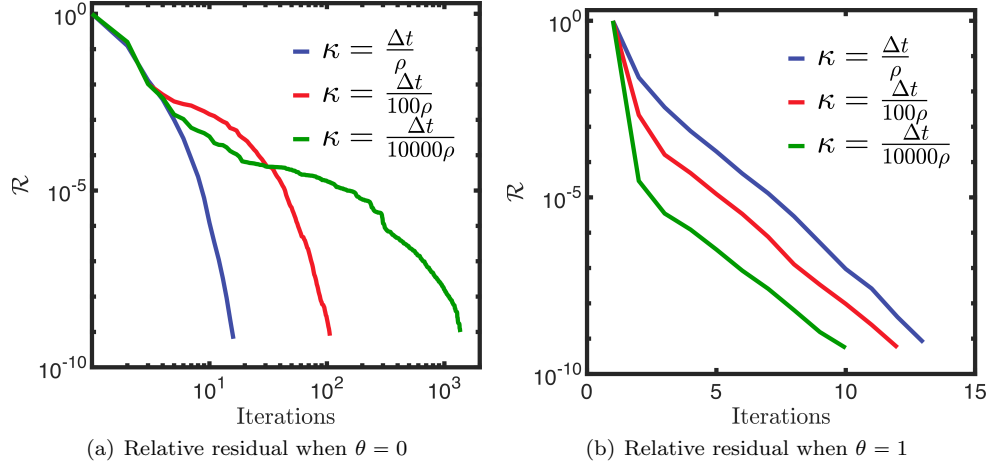 10^0
10^-5
10^-10
R
κ = Δt/ρ
κ = Δt/100ρ
κ = Δt/10000ρ
10^1
10^2
10^3
Iterations
(a) Relative residual when θ = 0
10^0
10^-5
10^-10
R
κ = Δt/ρ
κ = Δt/100ρ
κ = Δt/10000ρ
0
5
10
15
Iterations
(b) Relative residual when θ = 1